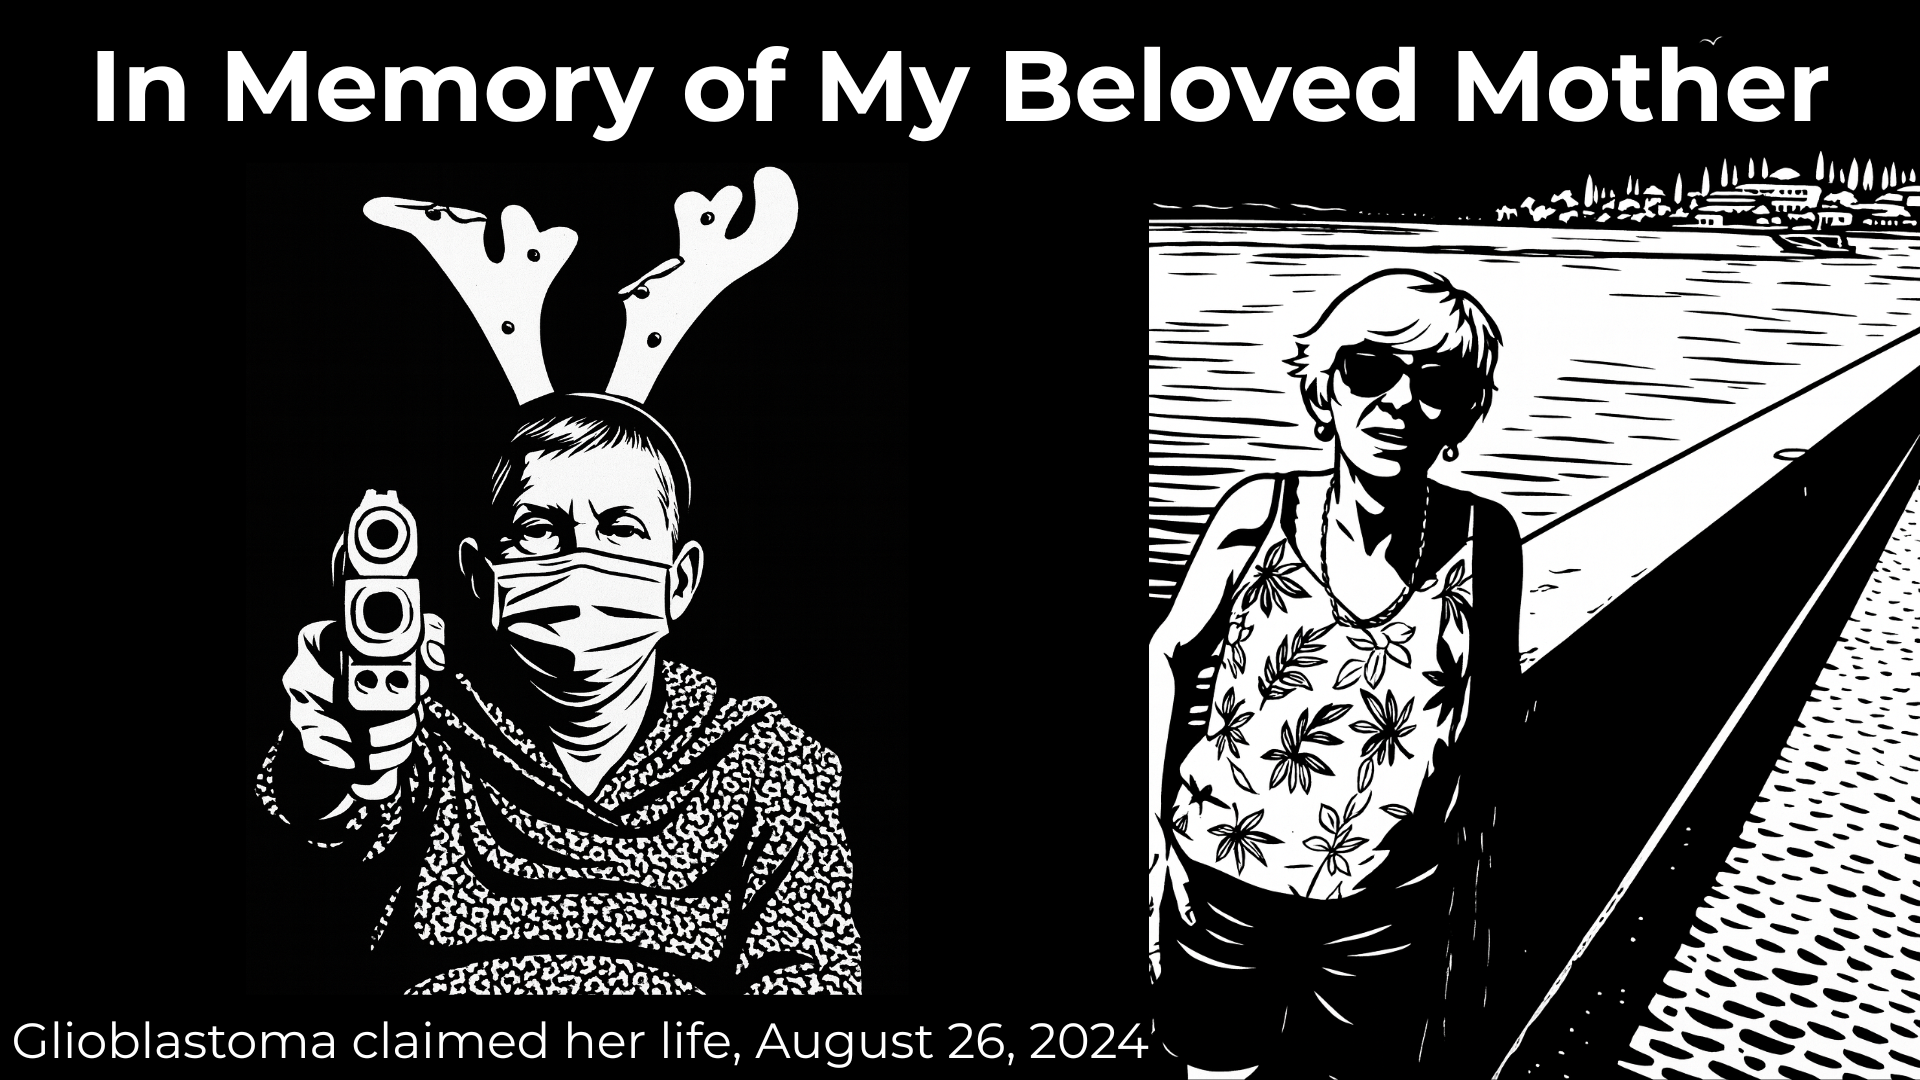 In Memory of My Beloved Mother
Glioblastoma claimed her life, August 26, 2024